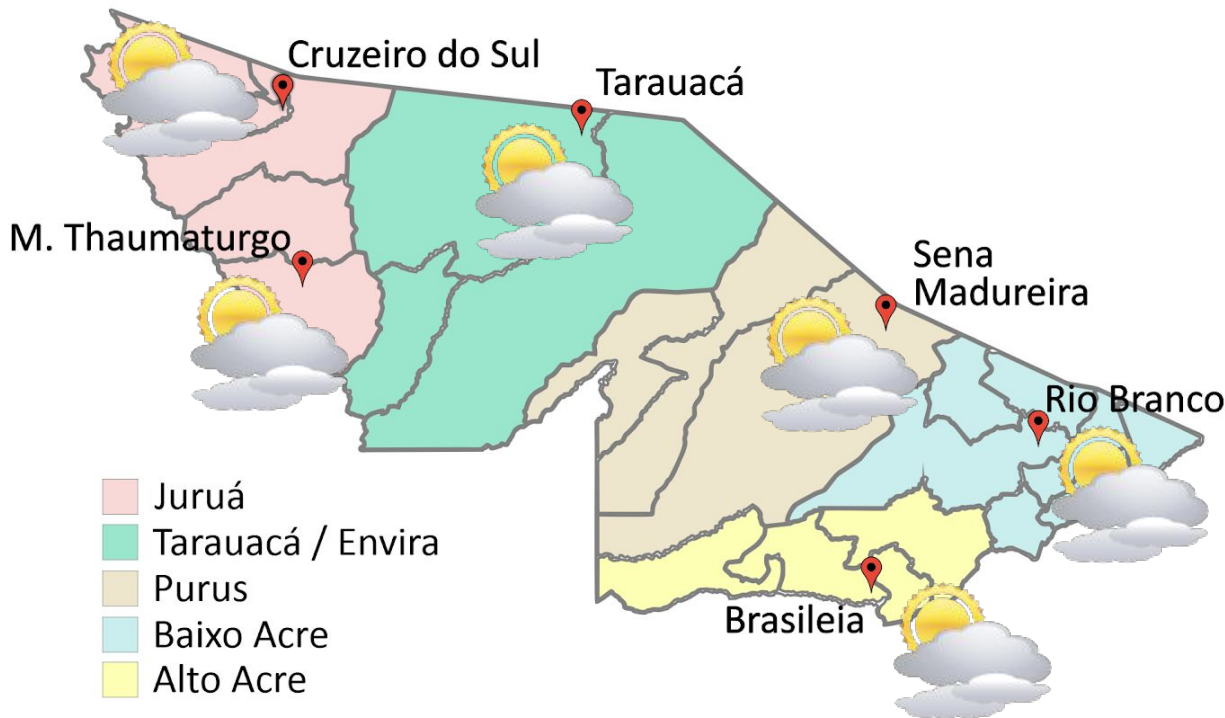 Cruzeiro do Sul
Tarauacá
M. Thaumaturgo
Sena
Madureira
Rio Branco
Brasileia
Juruá
Tarauacá / Envira
Purus
Baixo Acre
Alto Acre